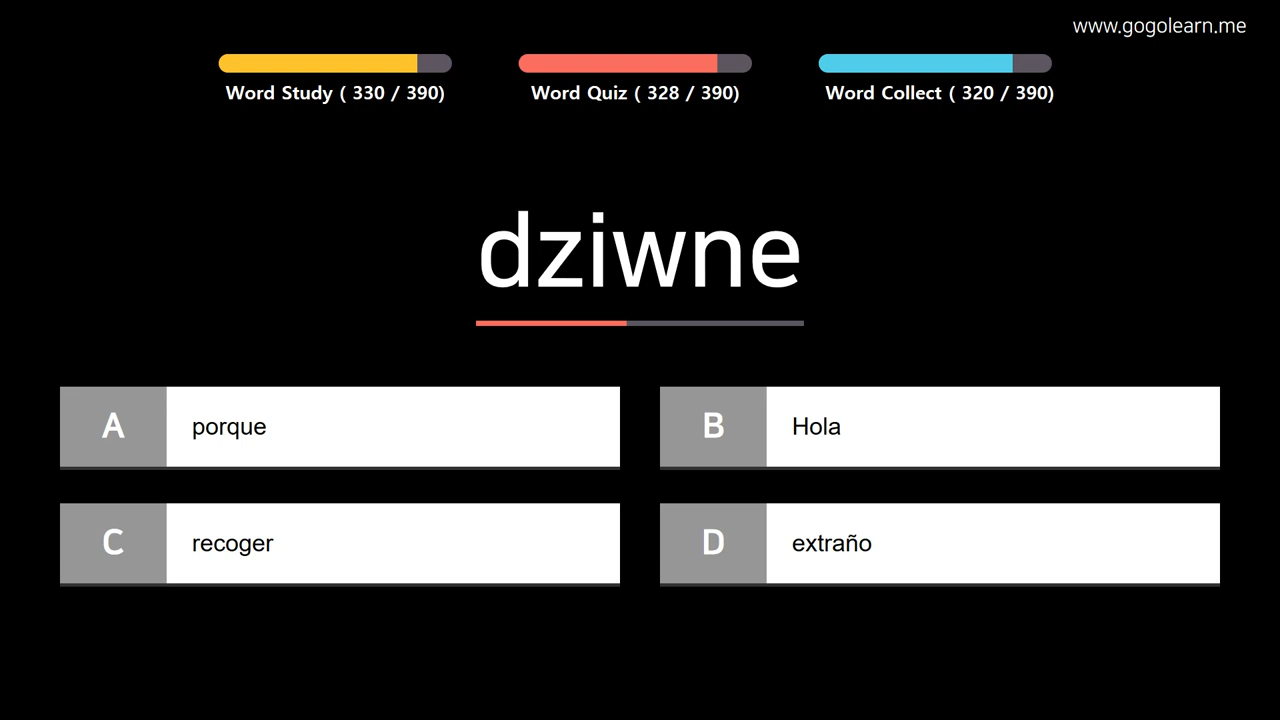 www.gogolearn.me
Word Study ( 330 / 390)
Word Quiz ( 328 / 390)
Word Collect ( 320 / 390)
dziwne
A porque
B Hola
C recoger
D extraño